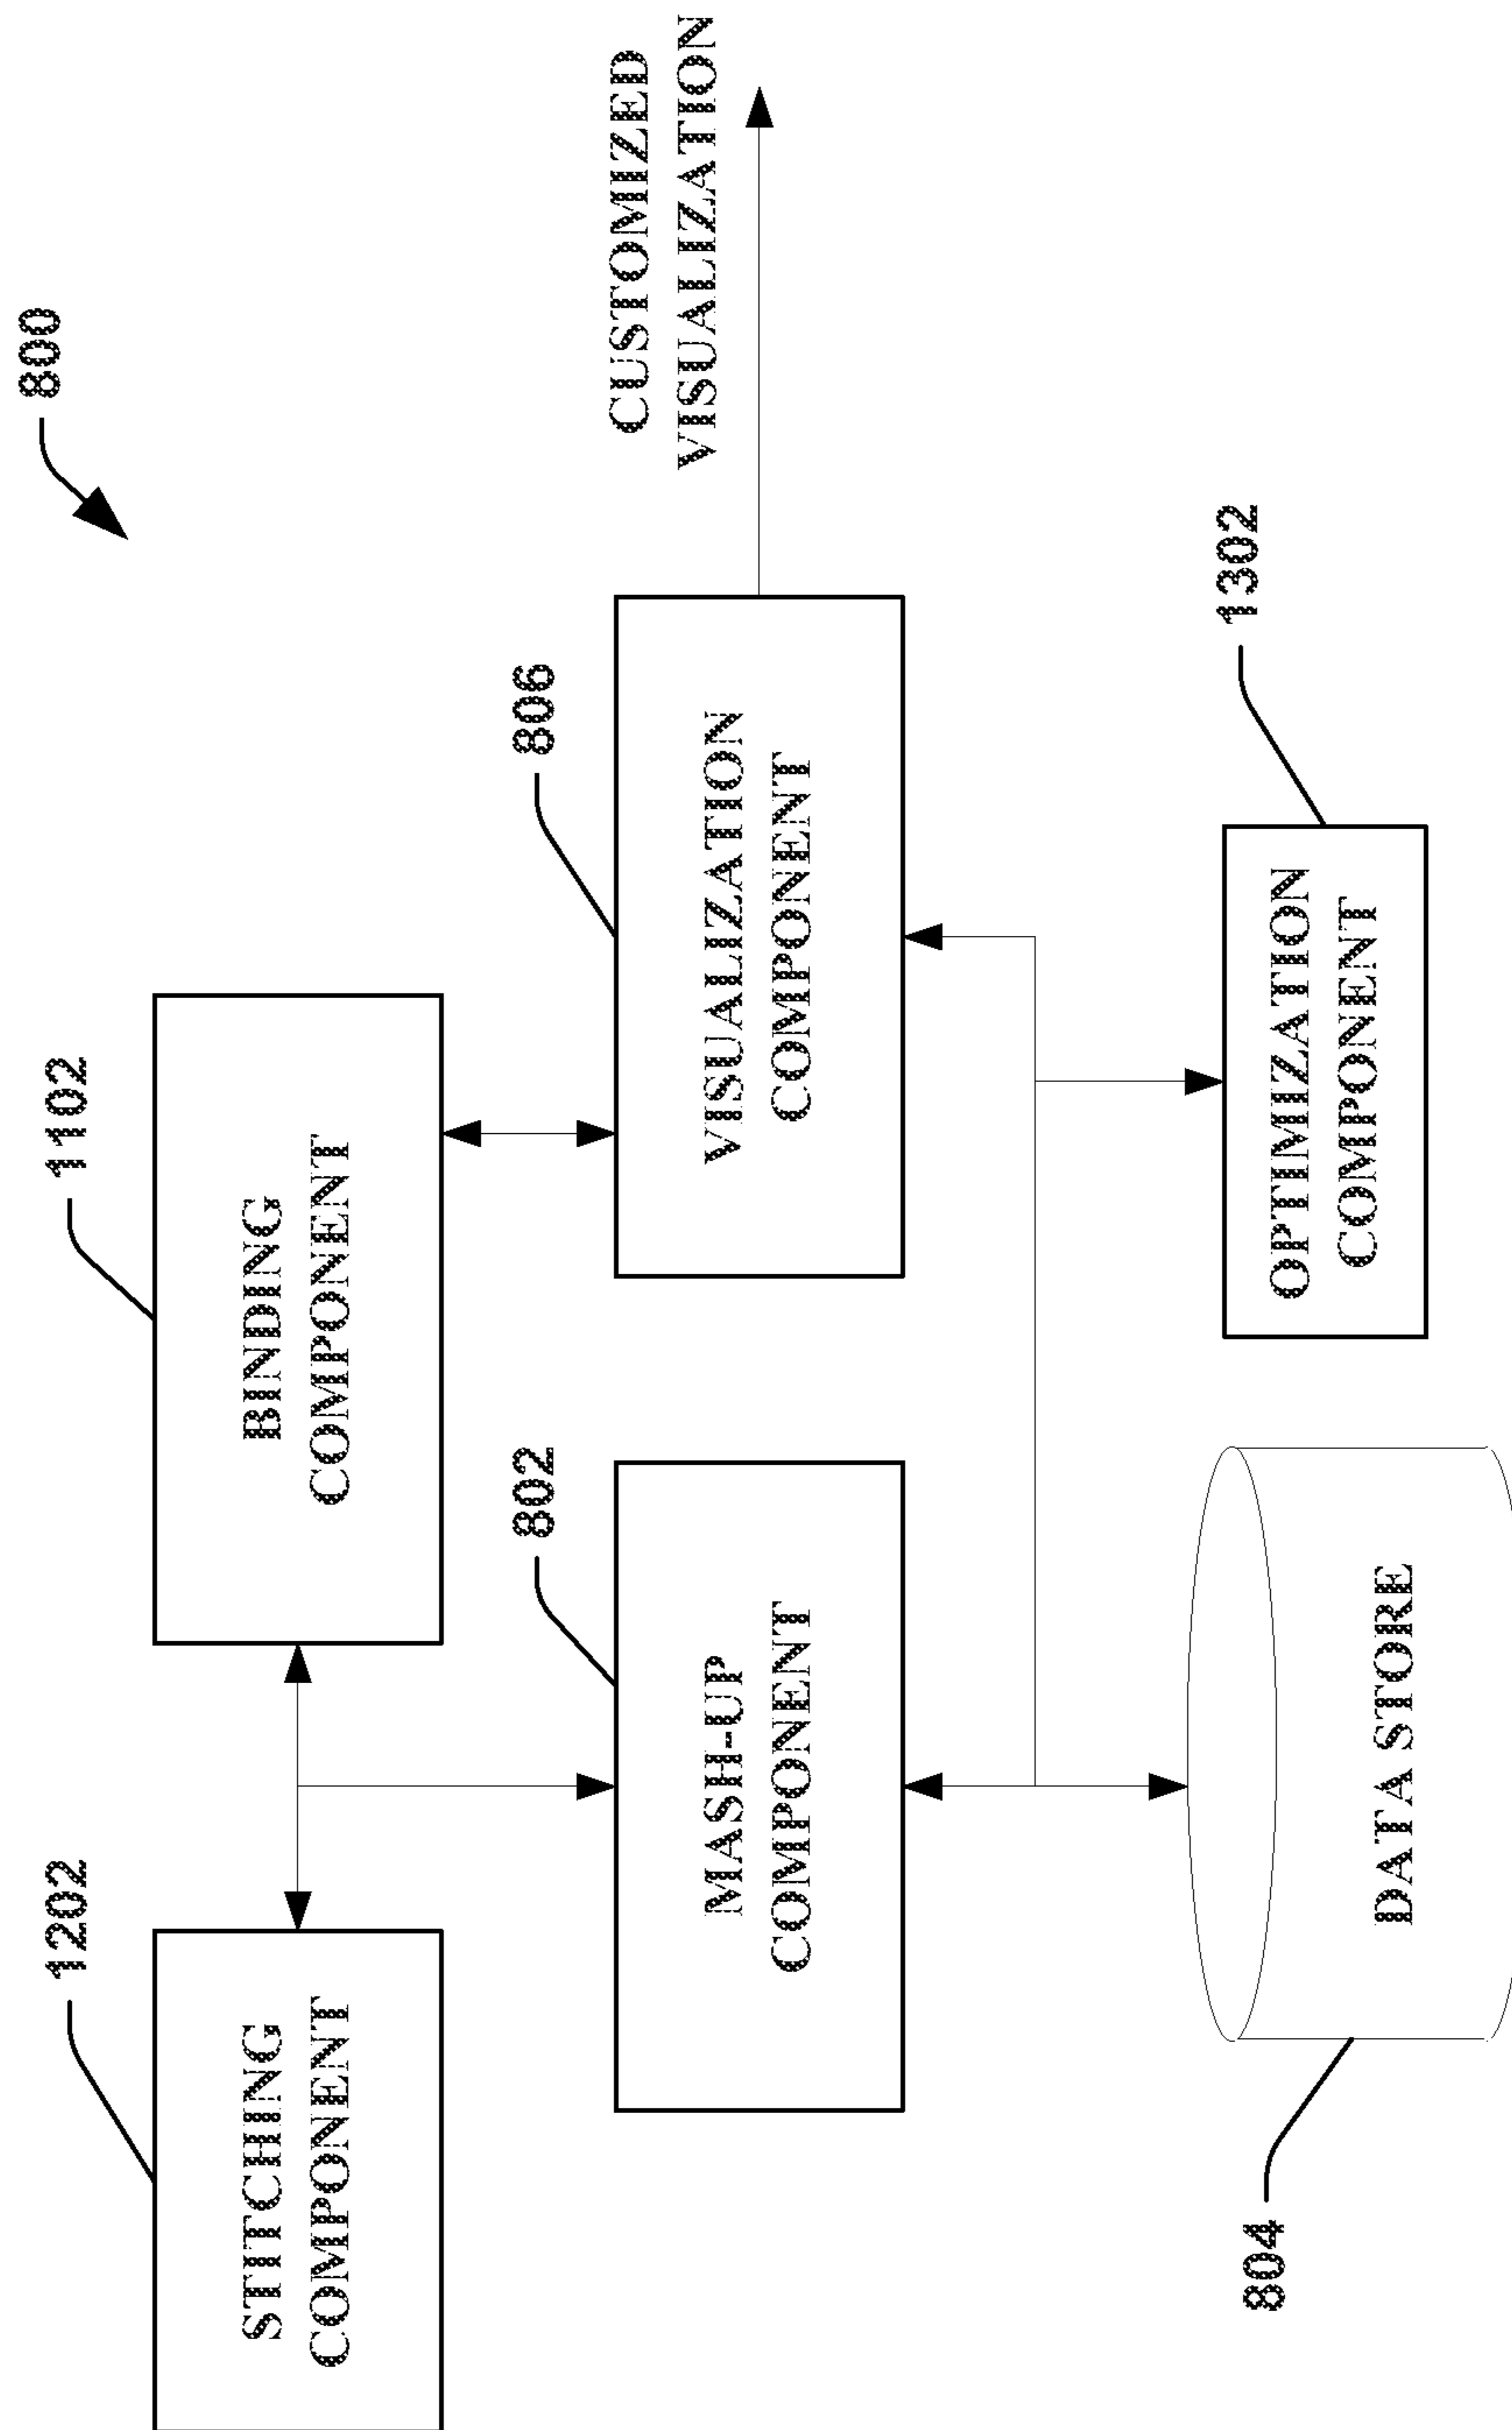 800
1202
STITCHING
COMPONENT
1102
BINDING
COMPONENT
802
MASH-UP
COMPONENT
806
VISUALIZATION
COMPONENT
CUSTOMIZED
VISUALIZATION
804
DATA STORE
1302
OPTIMIZATION
COMPONENT